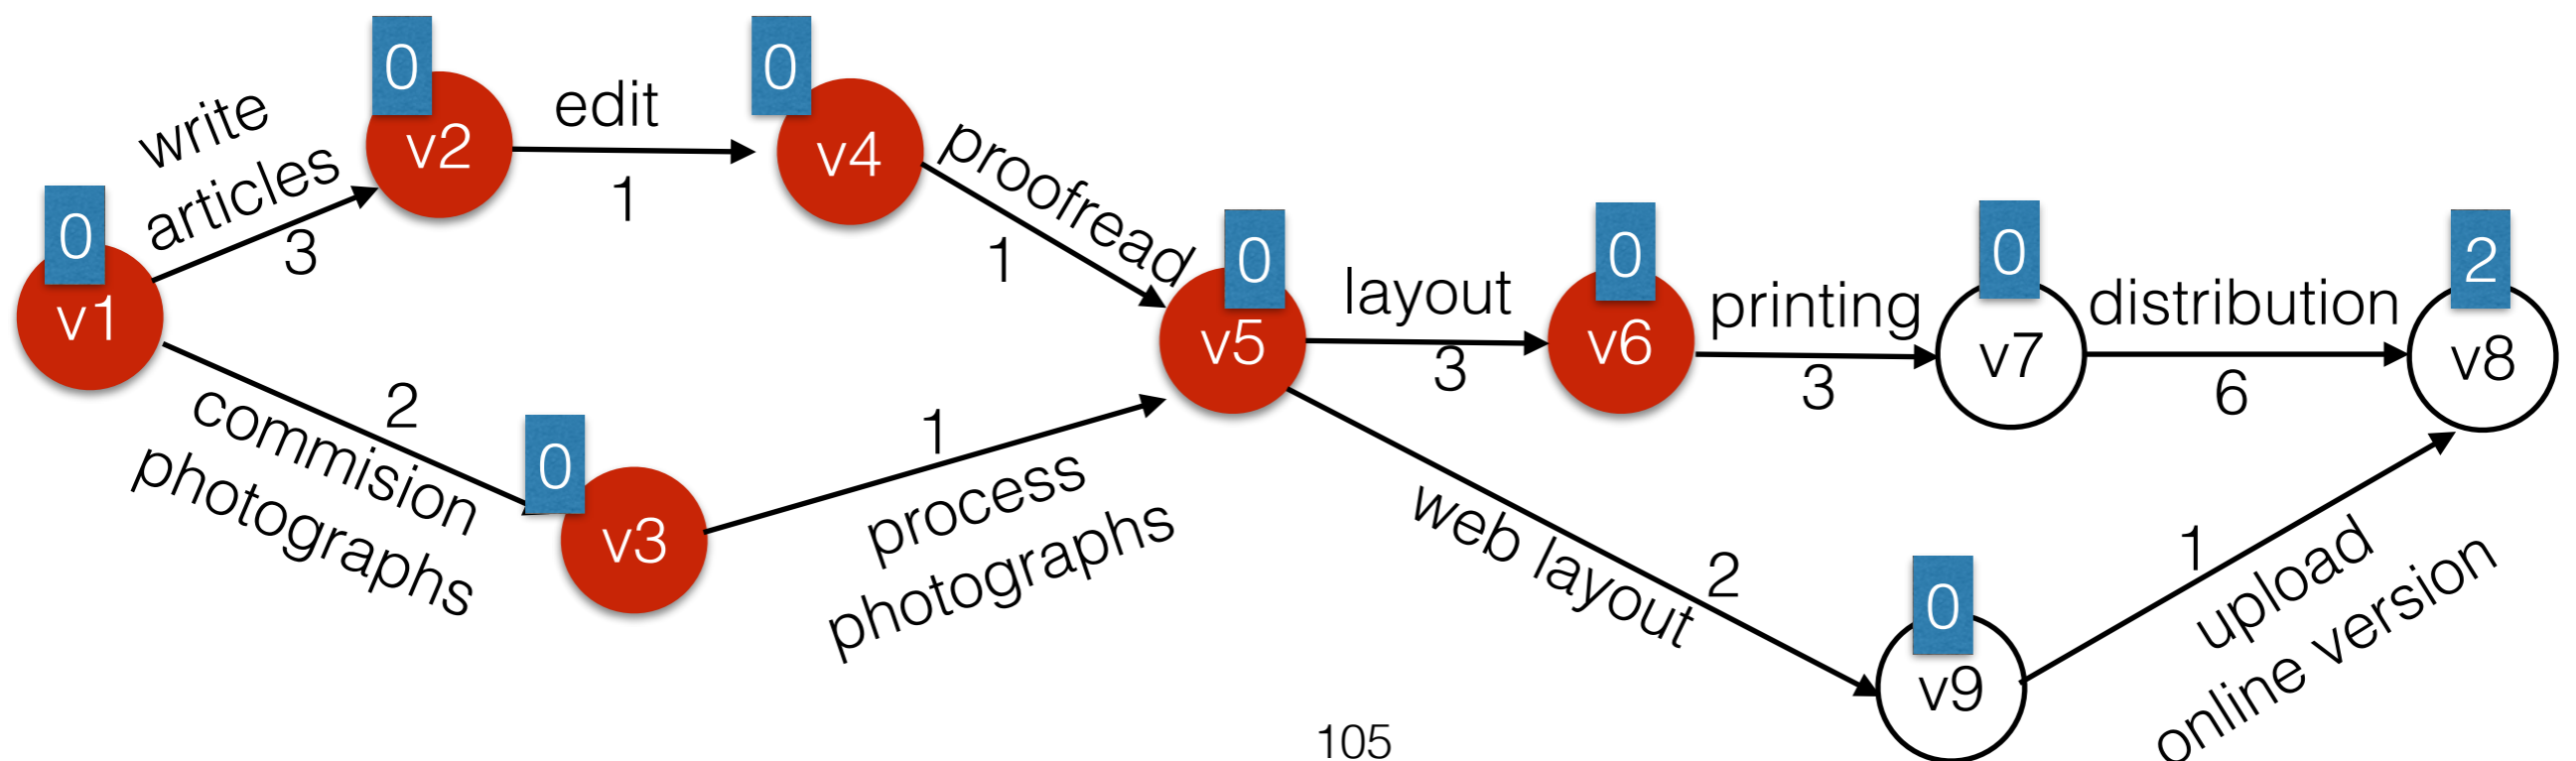 0
v1
write
articles
3
0
v2
edit
1
0
v4
proofread
1
2
commision
photographs
0
v3
1
process
photographs
0
v5
layout
3
0
v6
printing
3
0
v7
distribution
6
2
v8
web layout
2
0
v9
1
upload
online version
105